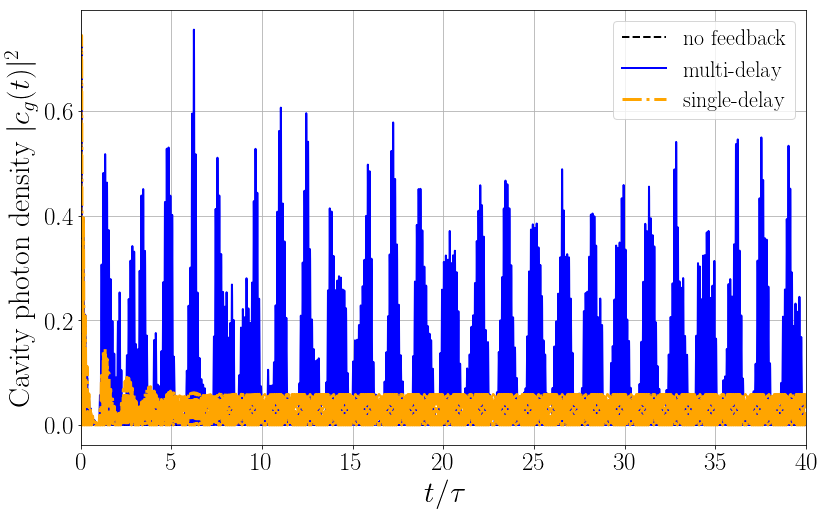 no feedback
multi-delay
single-delay
Cavity photon density |c_g(t)|^2
0.6
0.4
0.2
0.0
0 5 10 15 20 25 30 35 40
t/τ